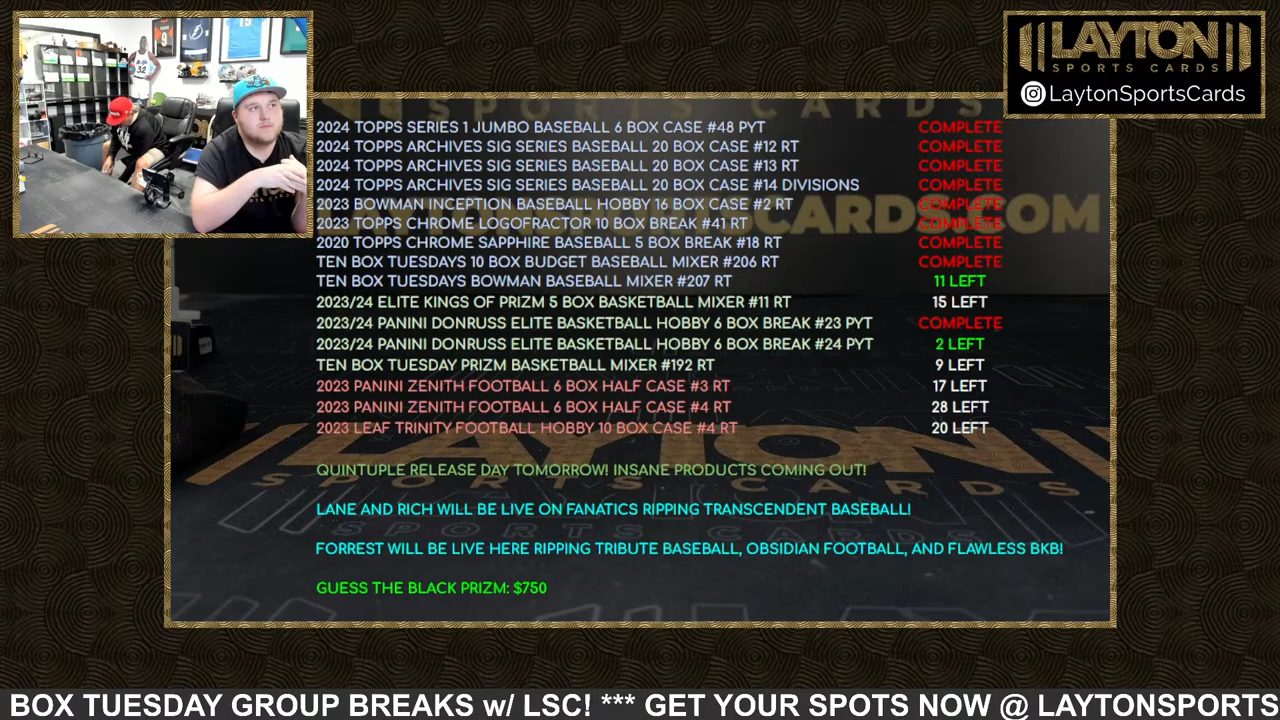 LAYTON
SPORTS CARDS
LaytonSportsCards
2024 TOPPS SERIES 1 JUMBO BASEBALL 6 BOX CASE #48 PYT COMPLETE
2024 TOPPS ARCHIVES SIG SERIES BASEBALL 20 BOX CASE #12 RT COMPLETE
2024 TOPPS ARCHIVES SIG SERIES BASEBALL 20 BOX CASE #13 RT COMPLETE
2024 TOPPS ARCHIVES SIG SERIES BASEBALL 20 BOX CASE #14 DIVISIONS COMPLETE
2023 BOWMAN INCEPTION BASEBALL HOBBY 16 BOX CASE #2 RT COMPLETE
2023 TOPPS CHROME LOGOFRACTOR 10 BOX BREAK #41 RT COMPLETE
2020 TOPPS CHROME SAPPHIRE BASEBALL 5 BOX BREAK #18 RT COMPLETE
TEN BOX TUESDAYS 10 BOX BUDGET BASEBALL MIXER #206 RT COMPLETE
TEN BOX TUESDAYS BOWMAN BASEBALL MIXER #207 RT 11 LEFT
2023/24 ELITE KINGS OF PRIZM 5 BOX BASKETBALL MIXER #11 RT 15 LEFT
2023/24 PANINI DONRUSS ELITE BASKETBALL HOBBY 6 BOX BREAK #23 PYT COMPLETE
2023/24 PANINI DONRUSS ELITE BASKETBALL HOBBY 6 BOX BREAK #24 PYT 2 LEFT
TEN BOX TUESDAY PRIZM BASKETBALL MIXER #192 RT 9 LEFT
2023 PANINI ZENITH FOOTBALL 6 BOX HALF CASE #3 RT 17 LEFT
2023 PANINI ZENITH FOOTBALL 6 BOX HALF CASE #4 RT 28 LEFT
2023 LEAF TRINITY FOOTBALL HOBBY 10 BOX CASE #4 RT 20 LEFT
QUINTUPLE RELEASE DAY TOMORROW! INSANE PRODUCTS COMING OUT!
LANE AND RICH WILL BE LIVE ON FANATICS RIPPING TRANSCENDENT BASEBALL!
FORREST WILL BE LIVE HERE RIPPING TRIBUTE BASEBALL, OBSIDIAN FOOTBALL, AND FLAWLESS BKB!
GUESS THE BLACK PRIZM: $750
BOX TUESDAY GROUP BREAKS w/ LSC! *** GET YOUR SPOTS NOW @ LAYTONSPORTS